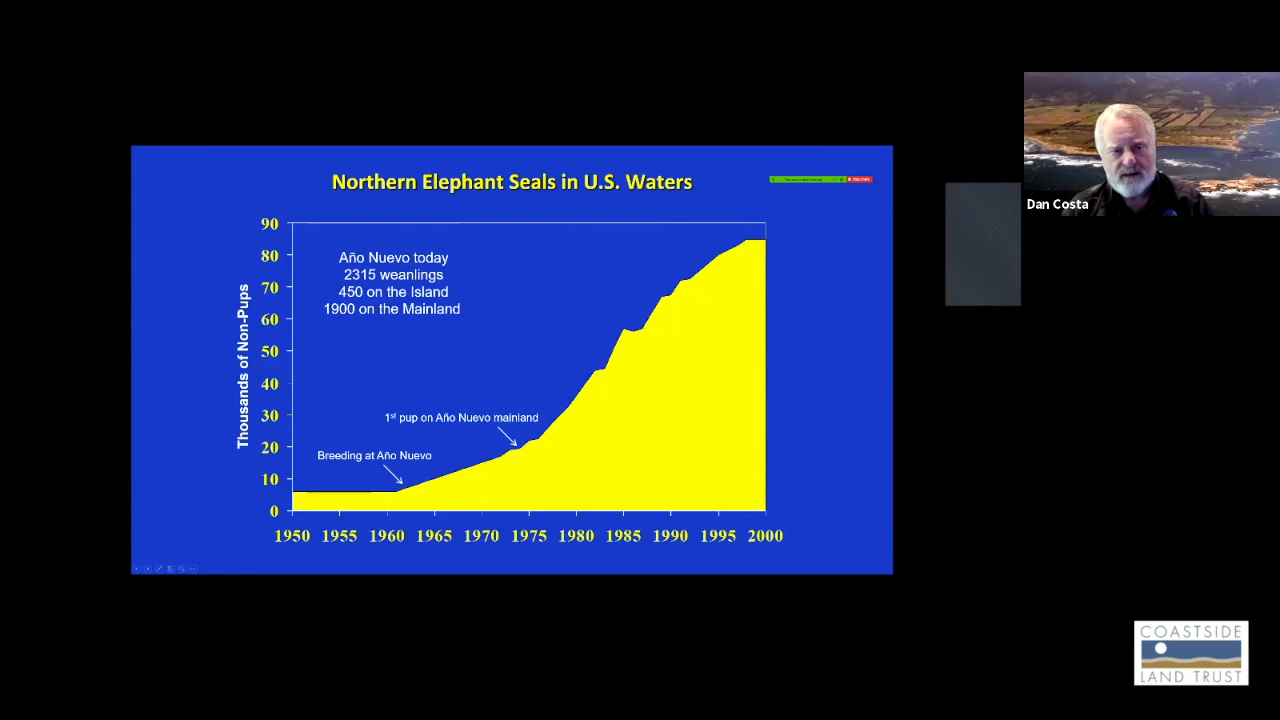 Northern Elephant Seals in U.S. Waters
Dan Costa
Thousands of Non-Pups
90
80
70
60
50
40
30
20
10
0
Año Nuevo today
2315 weanlings
450 on the Island
1900 on the Mainland
1st pup on Año Nuevo mainland
Breeding at Año Nuevo
1950 1955 1960 1965 1970 1975 1980 1985 1990 1995 2000
COASTSIDE
LAND TRUST